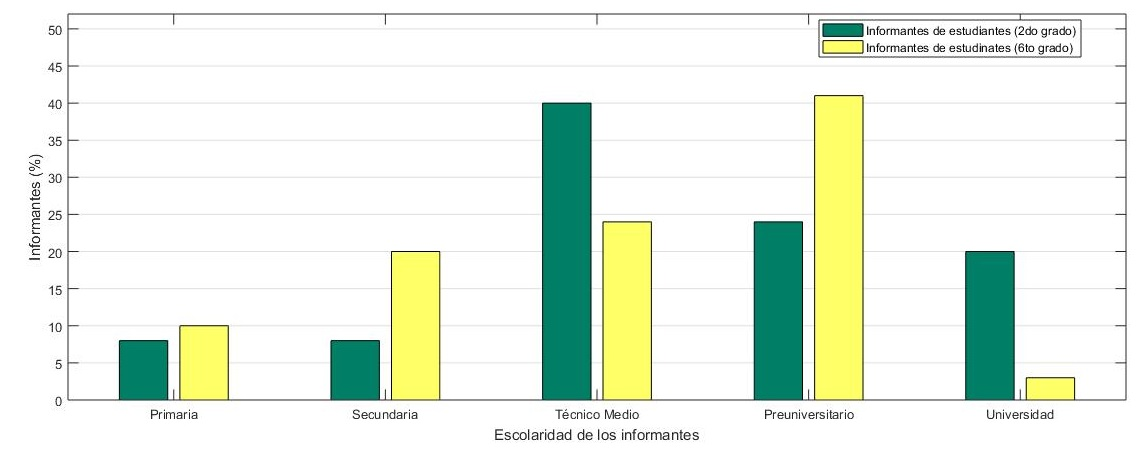 Informantes de estudiantes (2do grado)
Informantes de estudinates (6to grado)
50
45
40
35
30
25
20
15
10
5
0
Informantes (%)
Primaria
Secundaria
Técnico Medio
Preuniversitario
Universidad
Escolaridad de los informantes